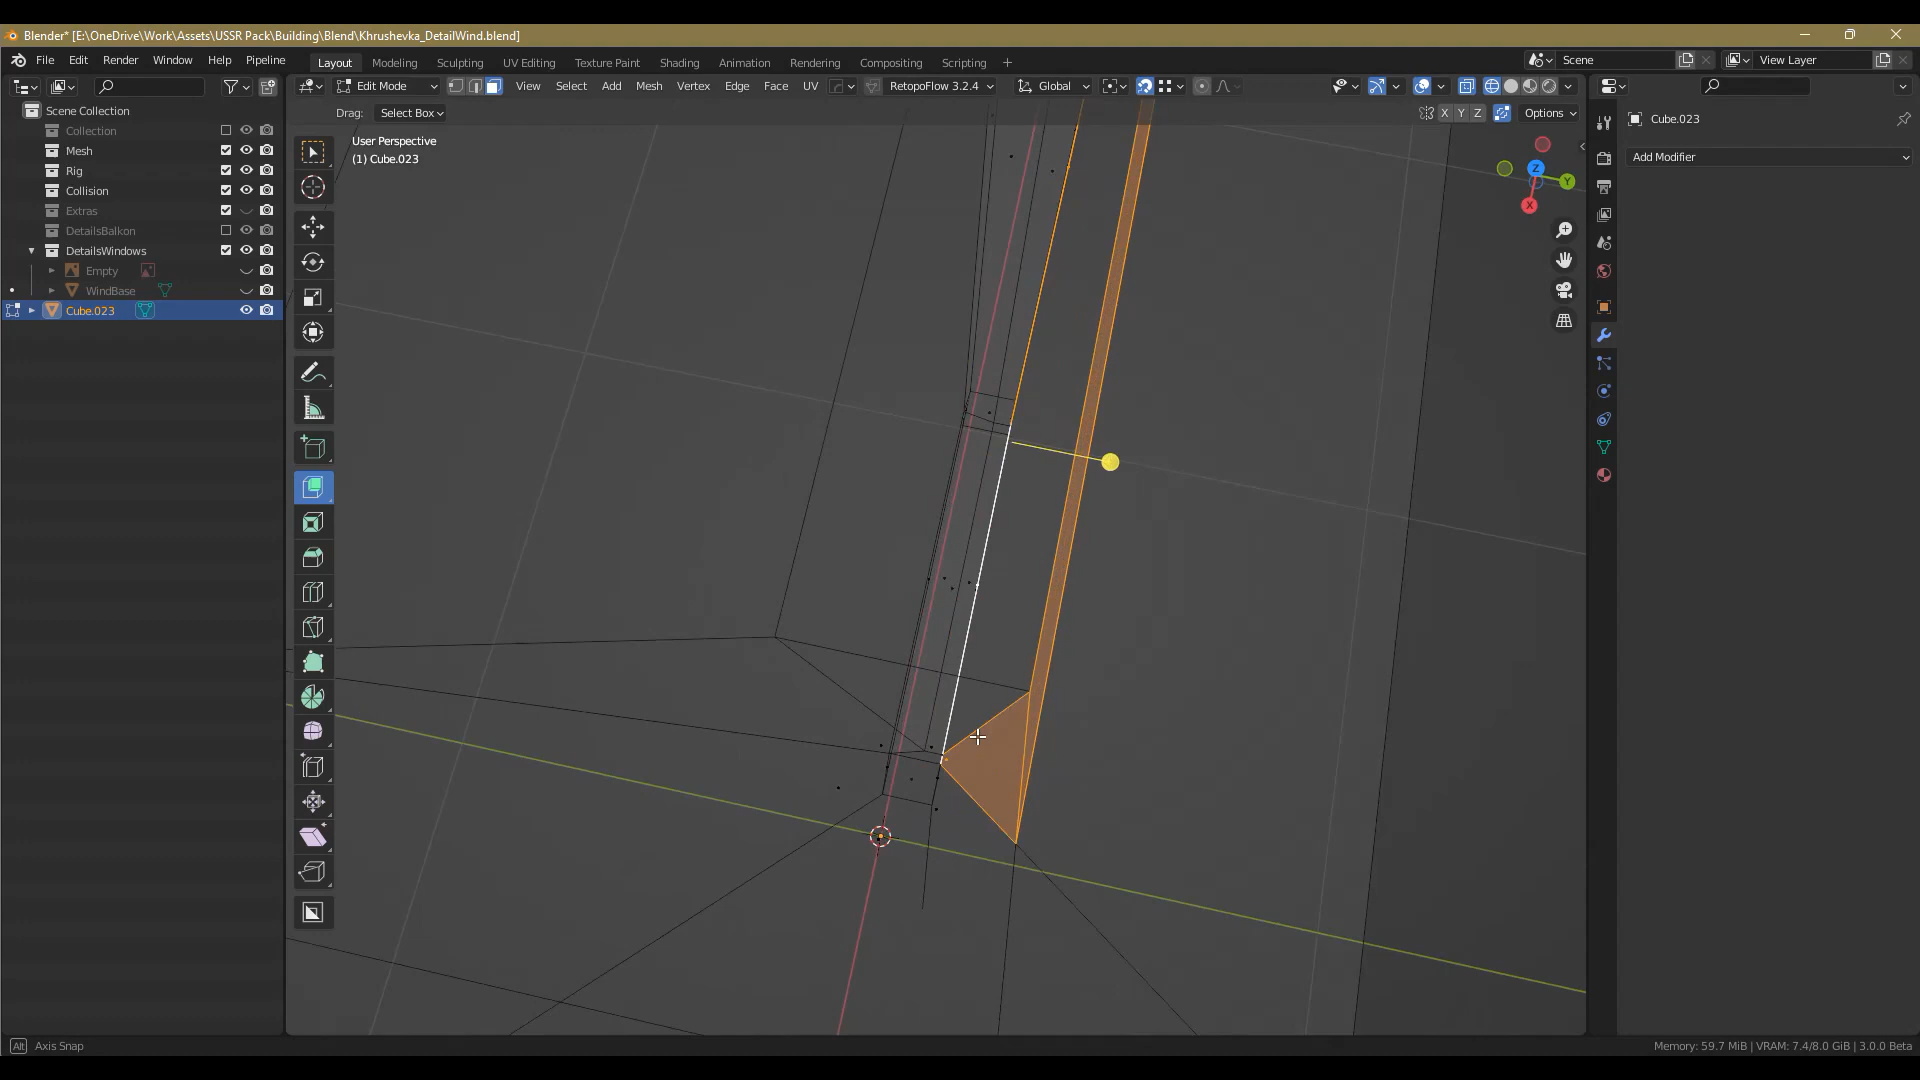 Blender* [E:\OneDrive\Work\Assets\USSR Pack\Building\Blend\Khrushevka_DetailWind.blend]
File Edit Render Window Help Pipeline Layout Modeling Sculpting UV Editing Texture Paint Shading Animation Rendering Compositing Scripting + Scene View Layer
Edit Mode View Select Add Mesh Vertex Edge Face UV RetopoFlow 3.2.4 Global
Drag: Select Box X Y Z Options
Scene Collection
Collection
Mesh
Rig
Collision
Extras
DetailsBalkon
DetailsWindows
Empty
WindBase
Cube.023
User Perspective
(1) Cube.023
Z
Y
X
Cube.023
Add Modifier
Alt Axis Snap
Memory: 59.7 MiB | VRAM: 7.4/8.0 GiB | 3.0.0 Beta